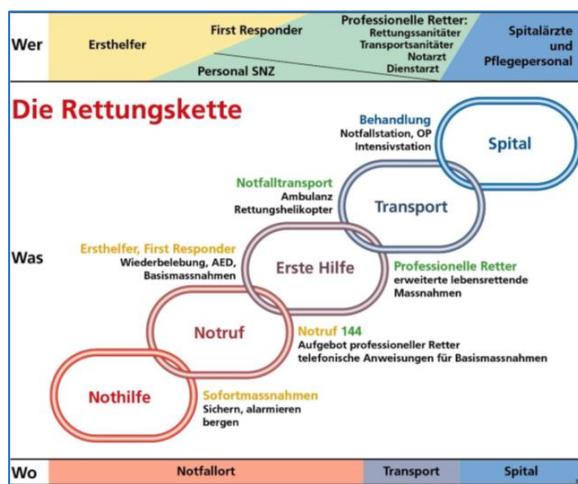 Wer
Ersthelfer
First Responder
Personal SNZ
Professionelle Retter:
Rettungssanitäter
Transportsanitäter
Notarzt
Dienstarzt
Spitalärzte
und
Pflegepersonal
Die Rettungskette
Behandlung
Notfallstation, OP
Intensivstation
Spital
Notfalltransport
Ambulanz
Rettungshelikopter
Transport
Was
Ersthelfer, First Responder
Wiederbelebung, AED,
Basismassnahmen
Erste Hilfe
Professionelle Retter
erweiterte lebensrettende
Massnahmen
Notruf
Notruf 144
Aufgebot professioneller Retter
telefonische Anweisungen für Basismassnahmen
Nothilfe
Sofortmassnahmen
Sichern, alarmieren
bergen
Wo
Notfallort
Transport
Spital